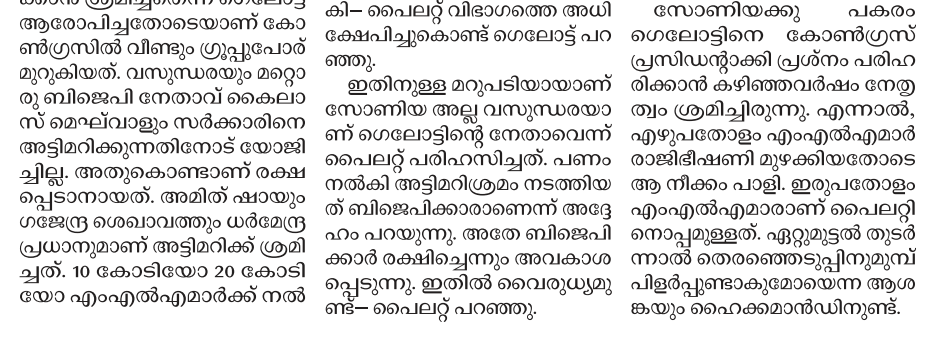 ആരോപിച്ചതോടെയാണ് കോ
ൺഗ്രസിൽ വീണ്ടും ഗ്രൂപ്പുപോര്
മുറുകിയത്. വസുന്ധരയും മറ്റൊ
രു ബിജെപി നേതാവ് കൈലാ
സ് മെഘ്‌വാളും സർക്കാരിനെ
അട്ടിമറിക്കുന്നതിനോട് യോജി
ച്ചില്ല. അതുകൊണ്ടാണ് രക്ഷ
പ്പെടാനായത്. അമിത് ഷായും
ഗജേന്ദ്ര ശെഖാവത്തും ധർമേന്ദ്ര
പ്രധാനുമാണ് അട്ടിമറിക്ക് ശ്രമി
ച്ചത്. 10 കോടിയോ 20 കോടി
യോ എംഎൽഎമാർക്ക് നൽ
കി– പൈലറ്റ് വിഭാഗത്തെ അധി
ക്ഷേപിച്ചുകൊണ്ട് ഗെലോട്ട് പറ
ഞ്ഞു.
ഇതിനുള്ള മറുപടിയായാണ്
സോണിയ അല്ല വസുന്ധരയാ
ണ് ഗെലോട്ടിന്റെ നേതാവെന്ന്
പൈലറ്റ് പരിഹസിച്ചത്. പണം
നൽകി അട്ടിമറിശ്രമം നടത്തിയ
ത് ബിജെപിക്കാരാണെന്ന് അദ്ദേ
ഹം പറയുന്നു. അതേ ബിജെപി
ക്കാർ രക്ഷിച്ചെന്നും അവകാശ
പ്പെടുന്നു. ഇതിൽ വൈരുധ്യമു
ണ്ട്– പൈലറ്റ് പറഞ്ഞു.
സോണിയക്കു പകരം
ഗെലോട്ടിനെ കോൺഗ്രസ്
പ്രസിഡന്റാക്കി പ്രശ്നം പരിഹ
രിക്കാൻ കഴിഞ്ഞവർഷം നേതൃ
ത്വം ശ്രമിച്ചിരുന്നു. എന്നാൽ,
എഴുപതോളം എംഎൽഎമാർ
രാജിഭീഷണി മുഴക്കിയതോടെ
ആ നീക്കം പാളി. ഇരുപതോളം
എംഎൽഎമാരാണ് പൈലറ്റി
നൊപ്പമുള്ളത്. ഏറ്റുമുട്ടൽ തുടർ
ന്നാൽ തെരഞ്ഞെടുപ്പിനുമുമ്പ്
പിളർപ്പുണ്ടാകുമോയെന്ന ആശ
ങ്കയും ഹൈക്കമാൻഡിനുണ്ട്.